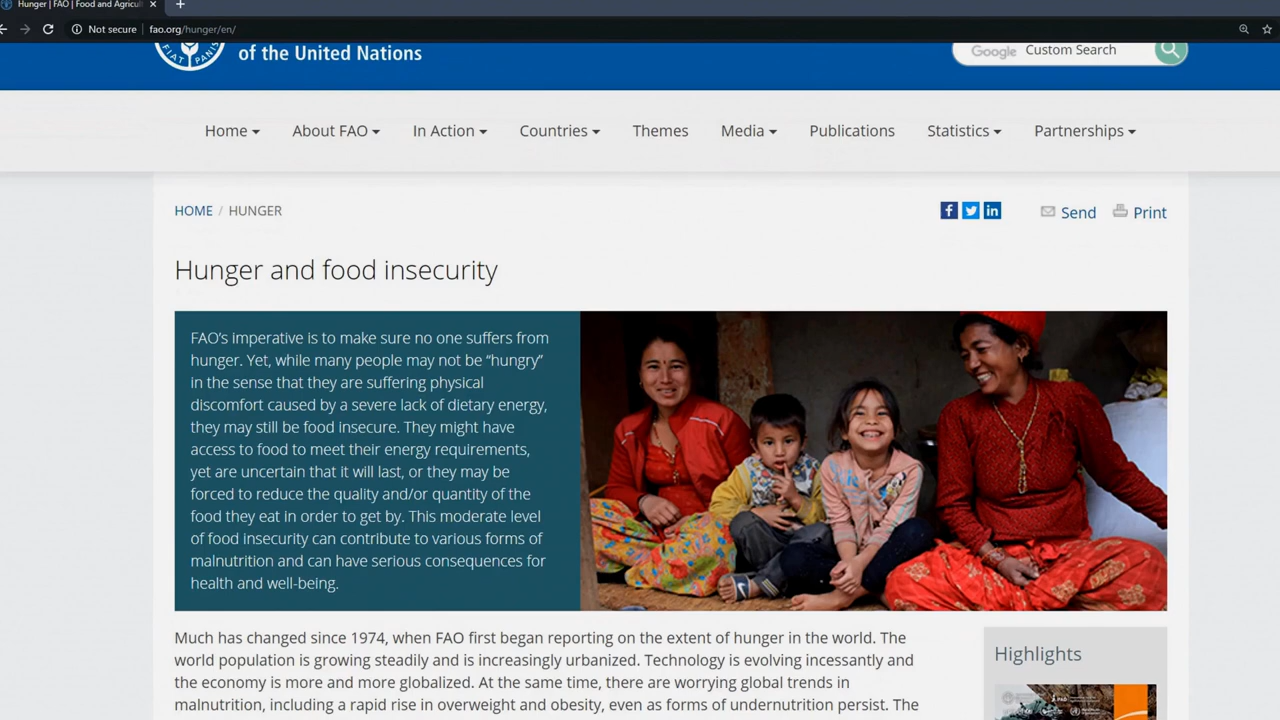 Hunger | FAO | Food and Agricul
Not secure fao.org/hunger/en/
FIAT PANIS
of the United Nations
Google Custom Search
Home About FAO In Action Countries Themes Media Publications Statistics Partnerships
HOME / HUNGER
Send Print
Hunger and food insecurity
FAO's imperative is to make sure no one suffers from
hunger. Yet, while many people may not be “hungry”
in the sense that they are suffering physical
discomfort caused by a severe lack of dietary energy,
they may still be food insecure. They might have
access to food to meet their energy requirements,
yet are uncertain that it will last, or they may be
forced to reduce the quality and/or quantity of the
food they eat in order to get by. This moderate level
of food insecurity can contribute to various forms of
malnutrition and can have serious consequences for
health and well-being.
Much has changed since 1974, when FAO first began reporting on the extent of hunger in the world. The
world population is growing steadily and is increasingly urbanized. Technology is evolving incessantly and
the economy is more and more globalized. At the same time, there are worrying global trends in
malnutrition, including a rapid rise in overweight and obesity, even as forms of undernutrition persist. The
Highlights